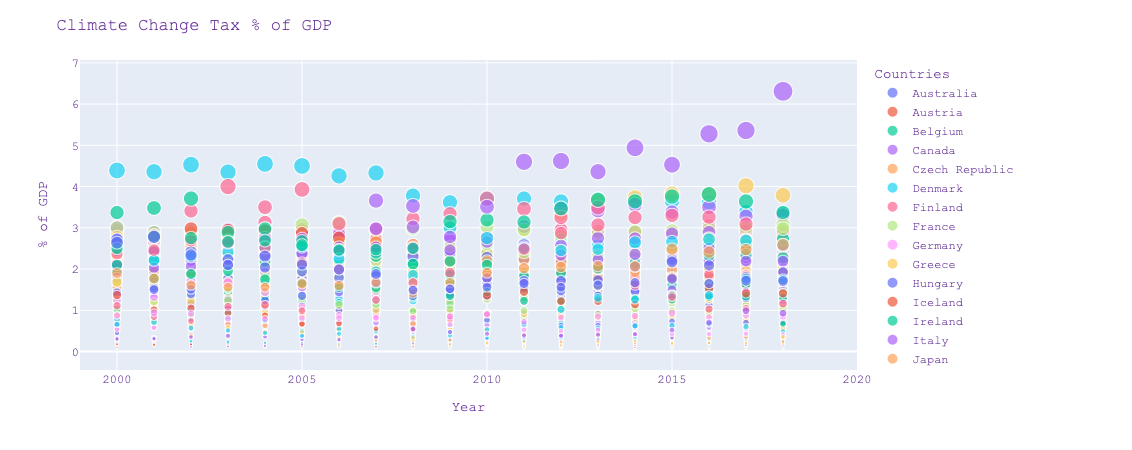 Climate Change Tax % of GDP
7
6
5
4
3
2
1
0
% of GDP
2000
2005
2010
2015
2020
Year
Countries
Australia
Austria
Belgium
Canada
Czech Republic
Denmark
Finland
France
Germany
Greece
Hungary
Iceland
Ireland
Italy
Japan